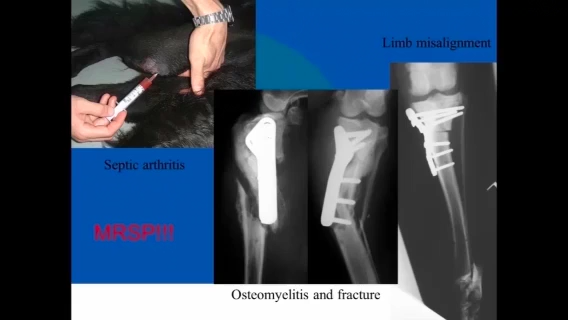 Limb misalignment
Septic arthritis
MRSP!!!
Osteomyelitis and fracture